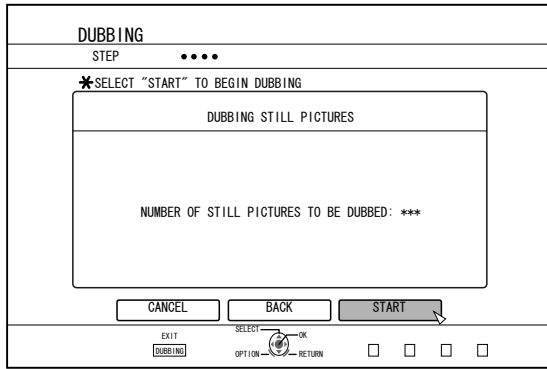 DUBBING
STEP ••••
*SELECT "START" TO BEGIN DUBBING
DUBBING STILL PICTURES
NUMBER OF STILL PICTURES TO BE DUBBED: ***
CANCEL BACK START
EXIT
DUBBING
SELECT OK
OPTION RETURN